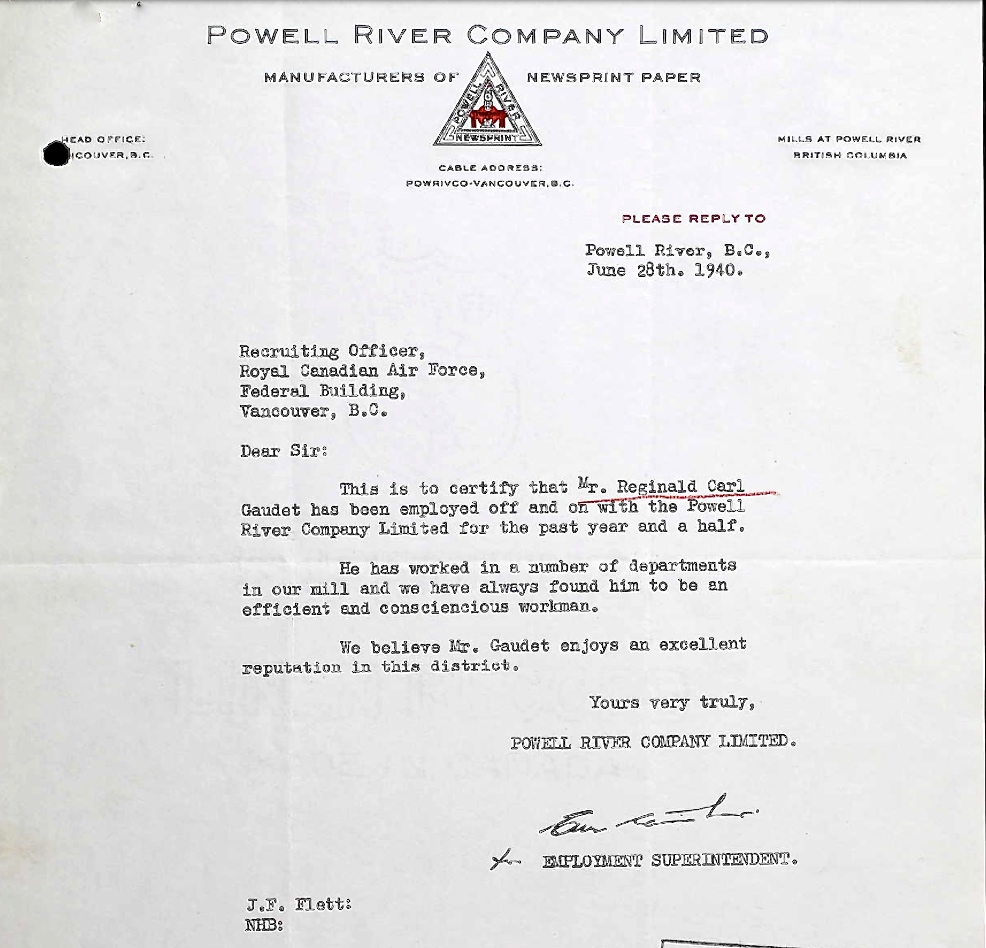 POWELL RIVER COMPANY LIMITED
MANUFACTURERS OF NEWSPRINT PAPER
POWELL RIVER
NEWSPRINT
HEAD OFFICE:
VANCOUVER, B.C.
MILLS AT POWELL RIVER
BRITISH COLUMBIA
CABLE ADDRESS:
POWRIVCO-VANCOUVER, B.C.
PLEASE REPLY TO
Powell River, B.C.,
June 28th. 1940.
Recruiting Officer,
Royal Canadian Air Force,
Federal Building,
Vancouver, B.C.
Dear Sir:
This is to certify that Mr. Reginald Carl
Gaudet has been employed off and on with the Powell
River Company Limited for the past year and a half.
He has worked in a number of departments
in our mill and we have always found him to be an
efficient and consciencious workman.
We believe Mr. Gaudet enjoys an excellent
reputation in this district.
Yours very truly,
POWELL RIVER COMPANY LIMITED.
for EMPLOYMENT SUPERINTENDENT.
J.F. Flett:
NHB: